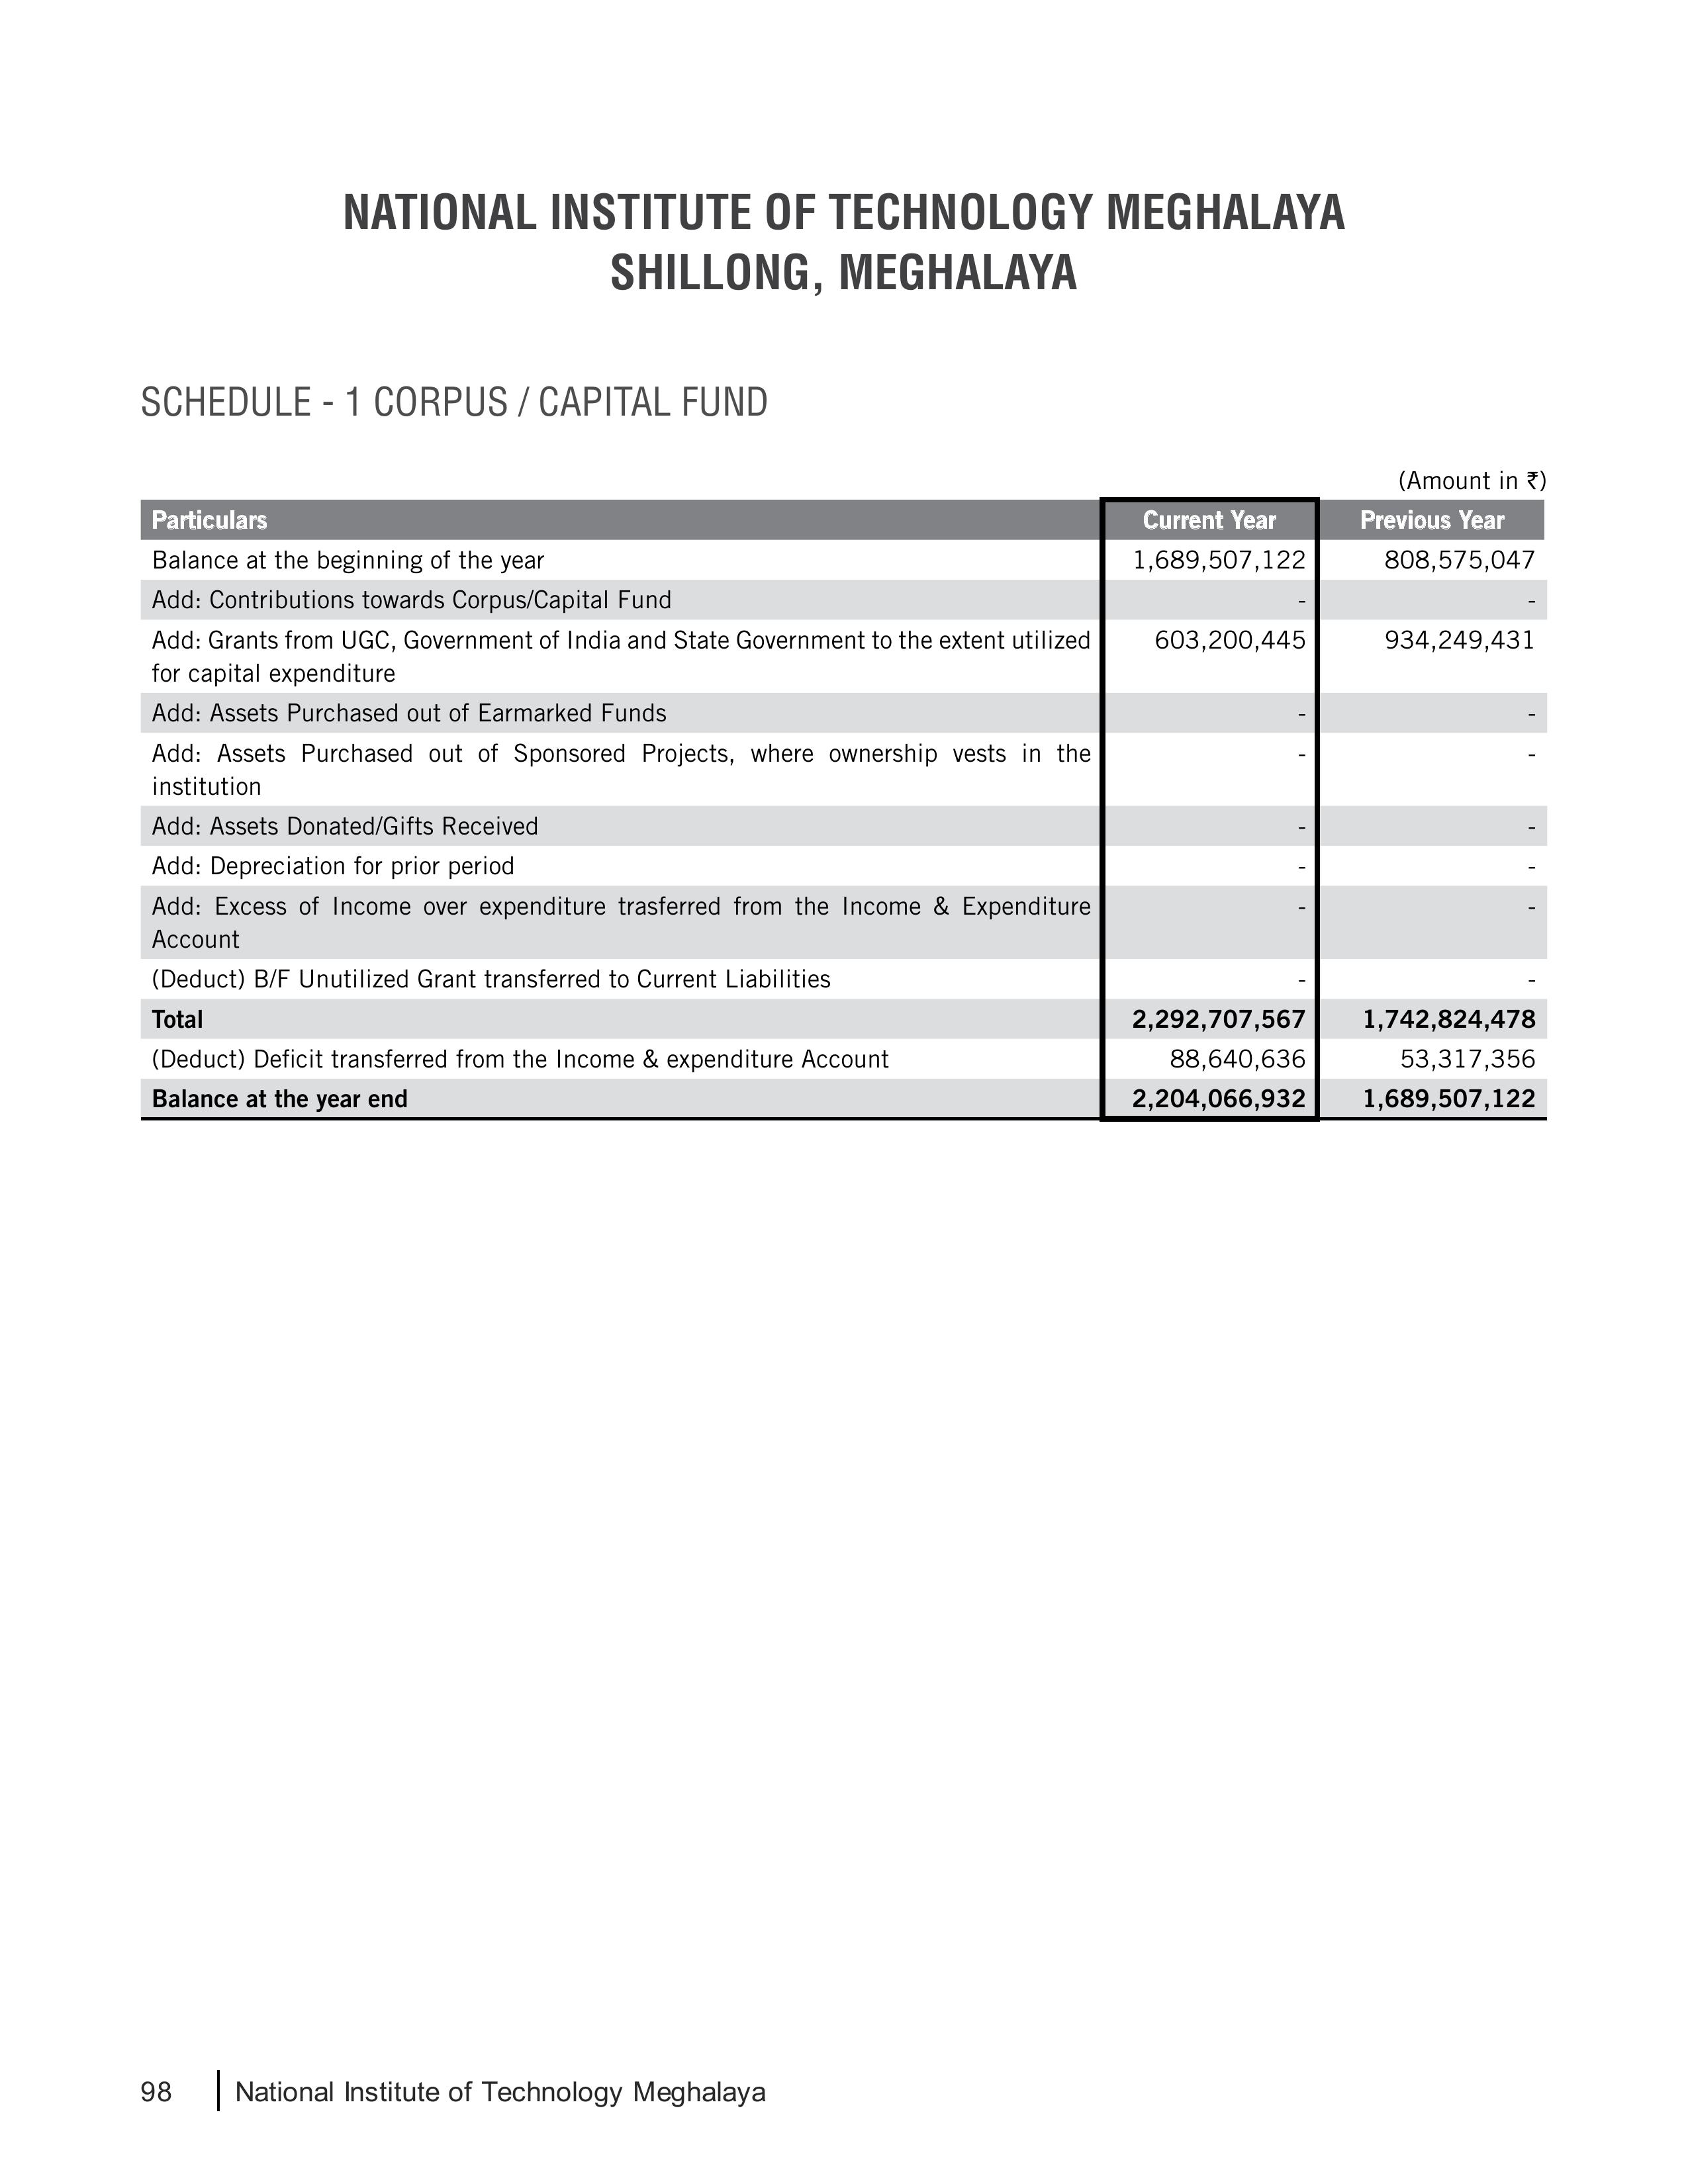 NATIONAL INSTITUTE OF TECHNOLOGY MEGHALAYA
SHILLONG, MEGHALAYA
SCHEDULE - 1 CORPUS / CAPITAL FUND
(Amount in ₹)
Particulars Current Year Previous Year
Balance at the beginning of the year 1,689,507,122 808,575,047
Add: Contributions towards Corpus/Capital Fund - -
Add: Grants from UGC, Government of India and State Government to the extent utilized 603,200,445 934,249,431
for capital expenditure
Add: Assets Purchased out of Earmarked Funds - -
Add: Assets Purchased out of Sponsored Projects, where ownership vests in the - -
institution
Add: Assets Donated/Gifts Received - -
Add: Depreciation for prior period - -
Add: Excess of Income over expenditure trasferred from the Income & Expenditure - -
Account
(Deduct) B/F Unutilized Grant transferred to Current Liabilities - -
Total 2,292,707,567 1,742,824,478
(Deduct) Deficit transferred from the Income & expenditure Account 88,640,636 53,317,356
Balance at the year end 2,204,066,932 1,689,507,122
98 National Institute of Technology Meghalaya